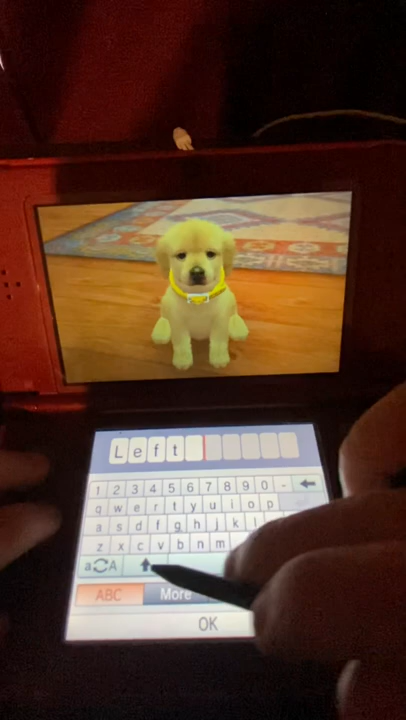 Left
1 2 3 4 5 6 7 8 9 0 -
q w e r t y u i o p
a s d f g h j k l
z x c v b n m
a A
ABC More
OK